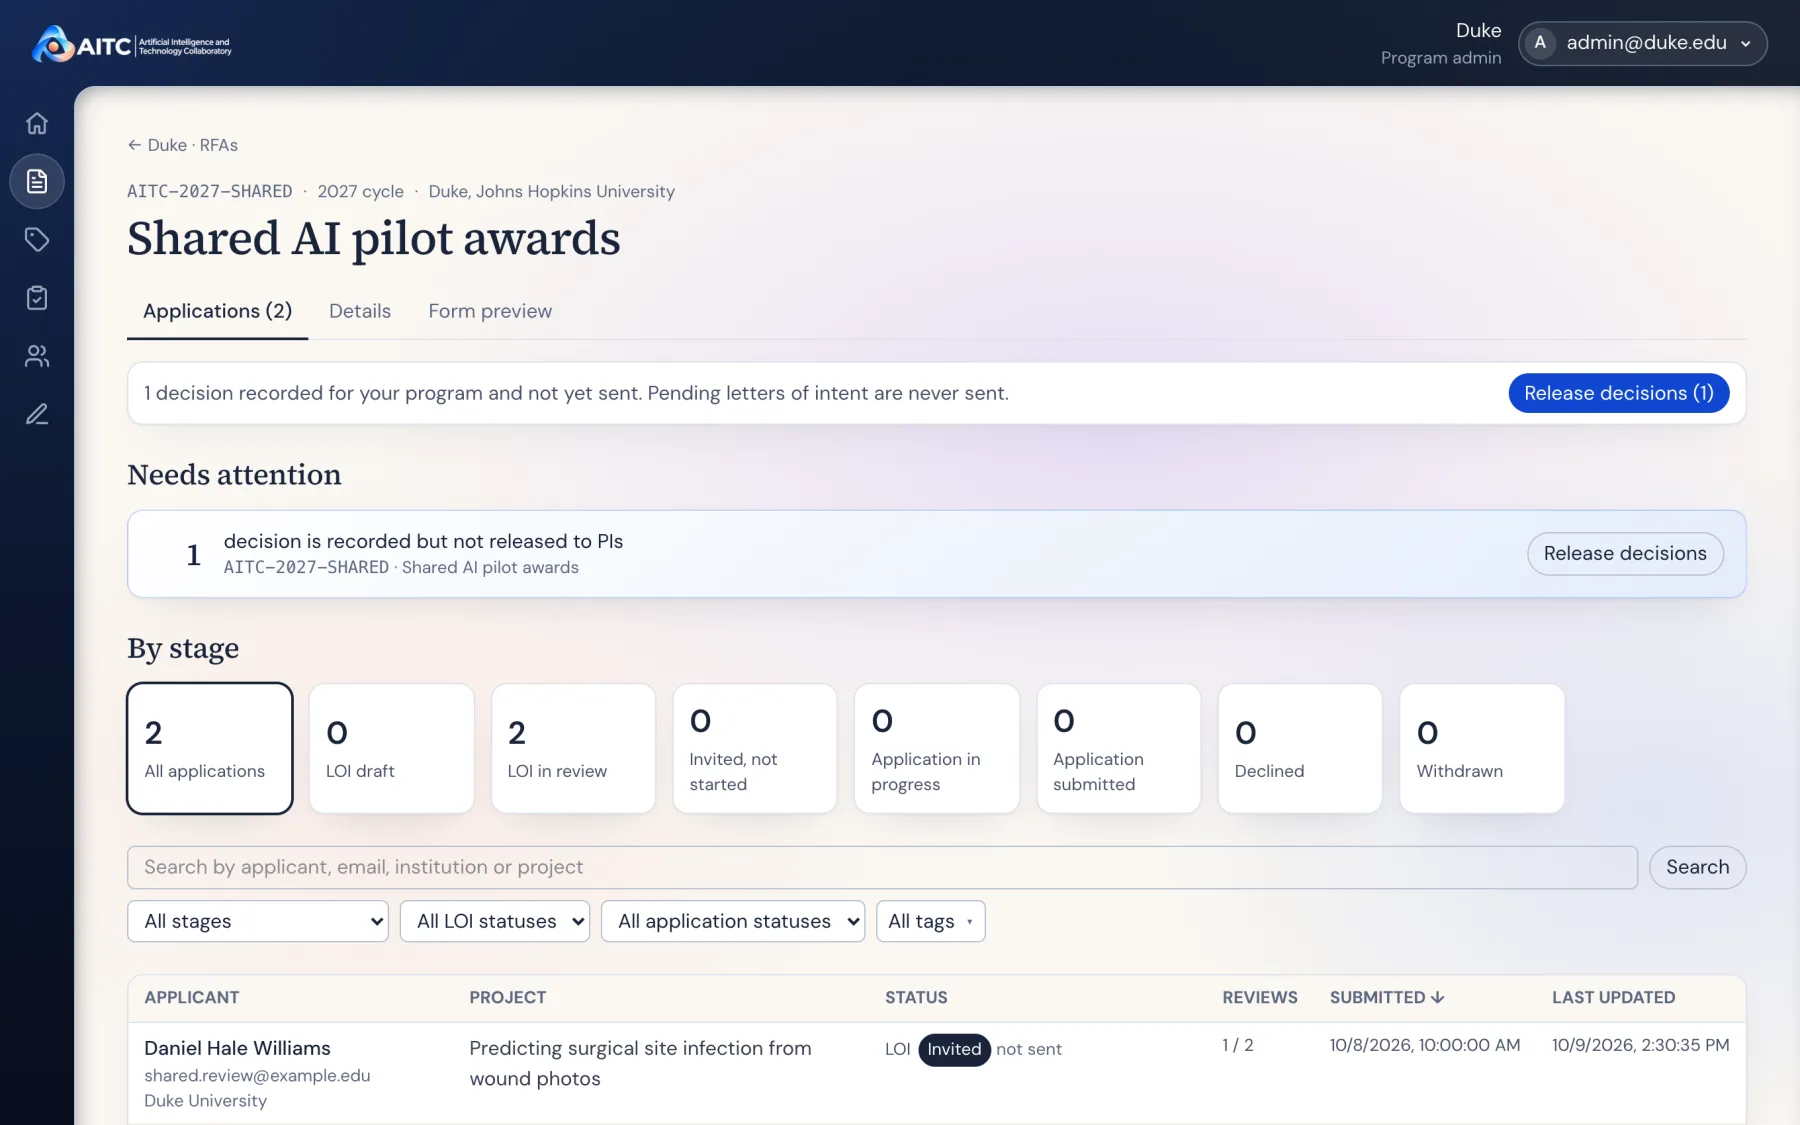 AITC
Artificial Intelligence and
Technology Collaboratory
Duke
Program admin
A
admin@duke.edu
← Duke · RFAs
AITC-2027-SHARED · 2027 cycle · Duke, Johns Hopkins University
Shared AI pilot awards
Applications (2)
Details
Form preview
1 decision recorded for your program and not yet sent. Pending letters of intent are never sent.
Release decisions (1)
Needs attention
1
decision is recorded but not released to PIs
AITC-2027-SHARED · Shared AI pilot awards
Release decisions
By stage
2
All applications
0
LOI draft
2
LOI in review
0
Invited, not
started
0
Application in
progress
0
Application
submitted
0
Declined
0
Withdrawn
Search by applicant, email, institution or project
Search
All stages
All LOI statuses
All application statuses
All tags
APPLICANT
PROJECT
STATUS
REVIEWS
SUBMITTED ↓
LAST UPDATED
Daniel Hale Williams
shared.review@example.edu
Duke University
Predicting surgical site infection from
wound photos
LOI Invited not sent
1 / 2
10/8/2026, 10:00:00 AM
10/9/2026, 2:30:35 PM